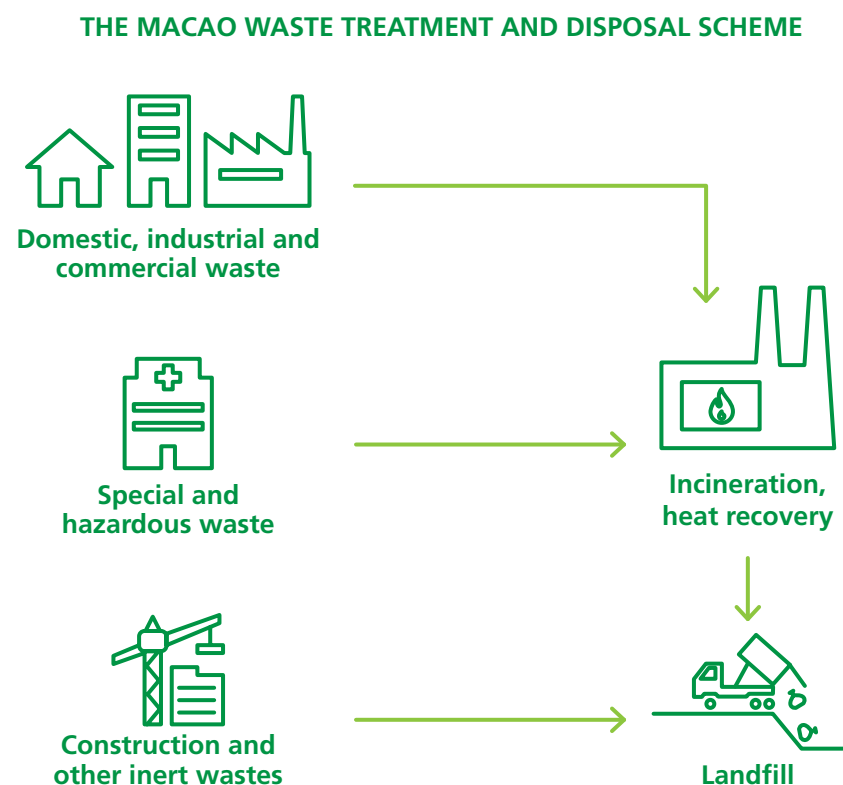 THE MACAO WASTE TREATMENT AND DISPOSAL SCHEME
Domestic, industrial and
commercial waste
Special and
hazardous waste
Incineration,
heat recovery
Construction and
other inert wastes
Landfill